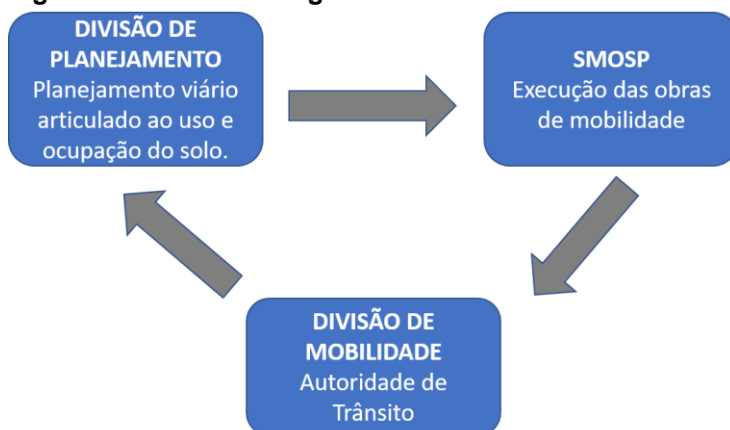 DIVISÃO DE
PLANEJAMENTO
Planejamento viário
articulado ao uso e
ocupação do solo.
SMOSP
Execução das obras
de mobilidade
DIVISÃO DE
MOBILIDADE
Autoridade de
Trânsito